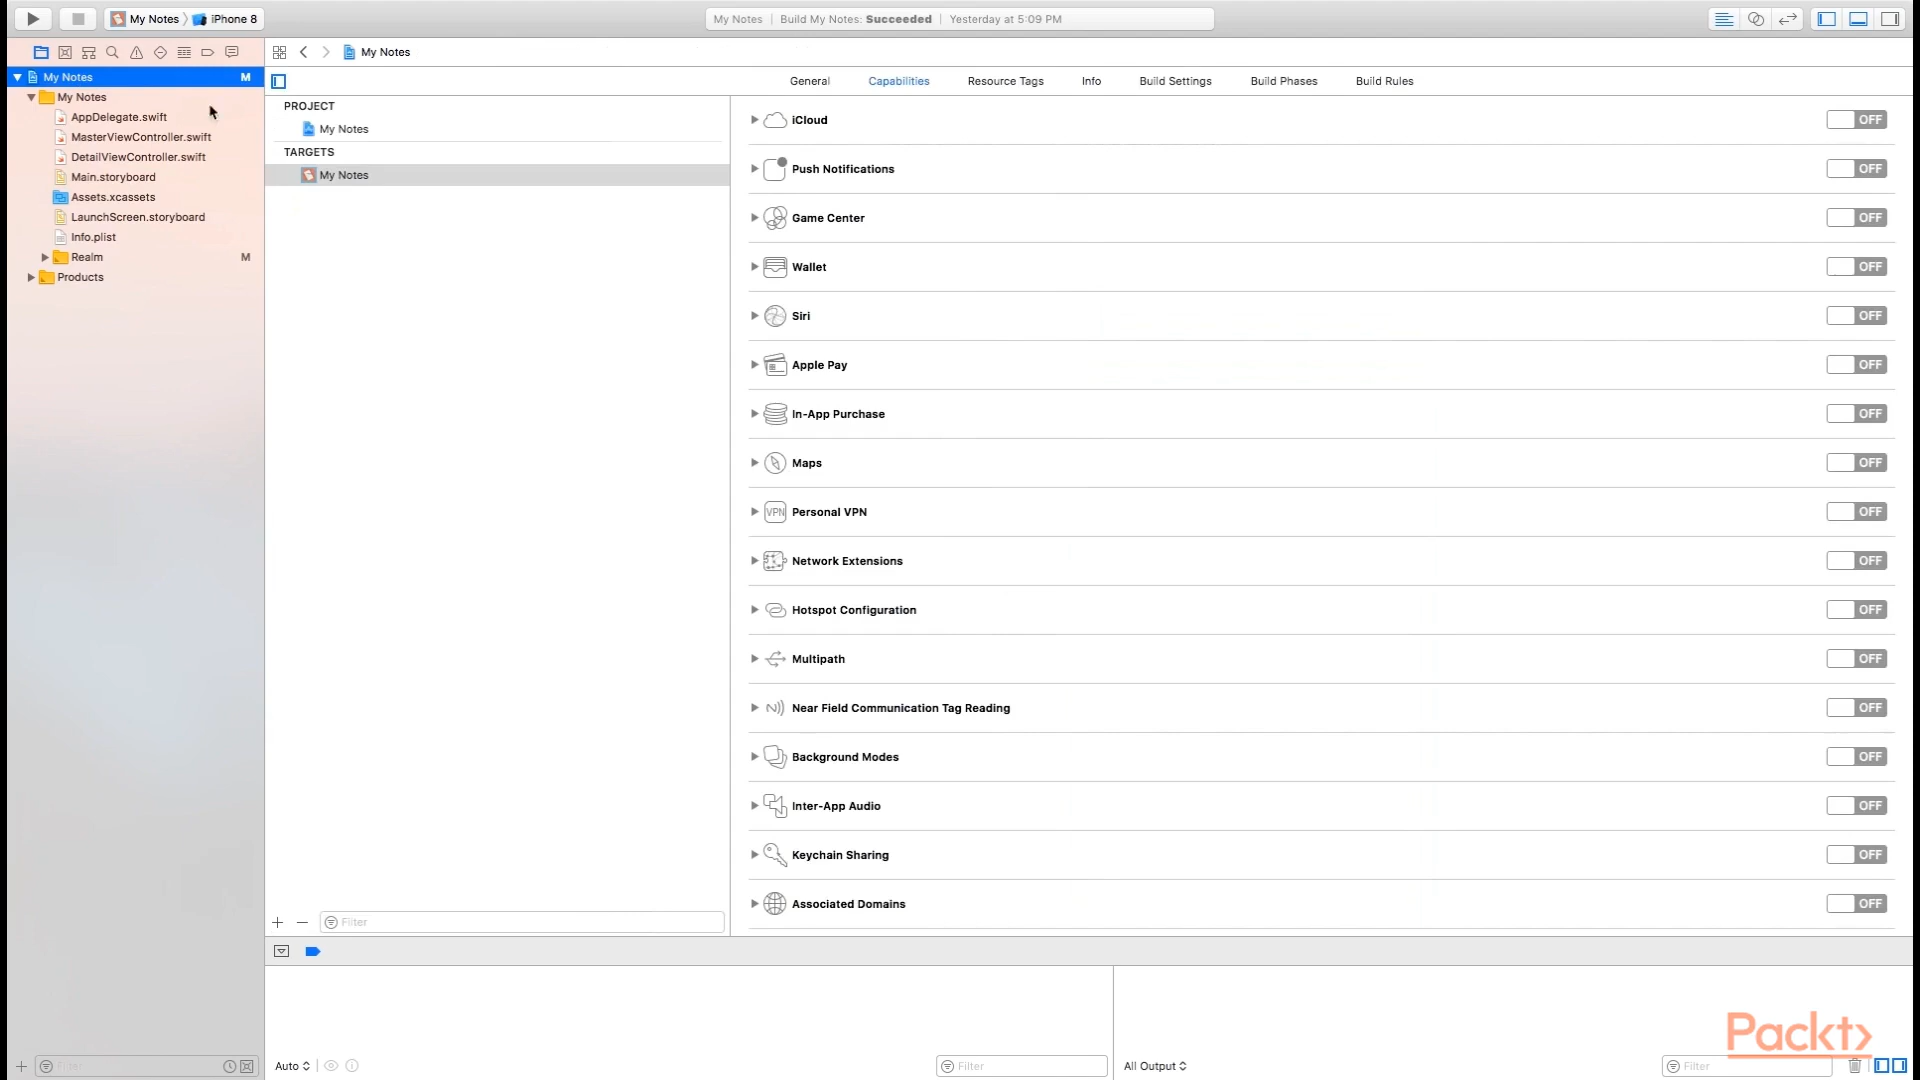 My Notes
iPhone 8
My Notes | Build My Notes: Succeeded | Yesterday at 5:09 PM
My Notes
My Notes M
My Notes
AppDelegate.swift
MasterViewController.swift
DetailViewController.swift
Main.storyboard
Assets.xcassets
LaunchScreen.storyboard
Info.plist
Realm M
Products
Filter
General Capabilities Resource Tags Info Build Settings Build Phases Build Rules
PROJECT
My Notes
TARGETS
My Notes
Filter
iCloud OFF
Push Notifications OFF
Game Center OFF
Wallet OFF
Siri OFF
Apple Pay OFF
In-App Purchase OFF
Maps OFF
VPN Personal VPN OFF
Network Extensions OFF
Hotspot Configuration OFF
Multipath OFF
Near Field Communication Tag Reading OFF
Background Modes OFF
Inter-App Audio OFF
Keychain Sharing OFF
Associated Domains OFF
Auto
Filter
All Output
Filter
Packt